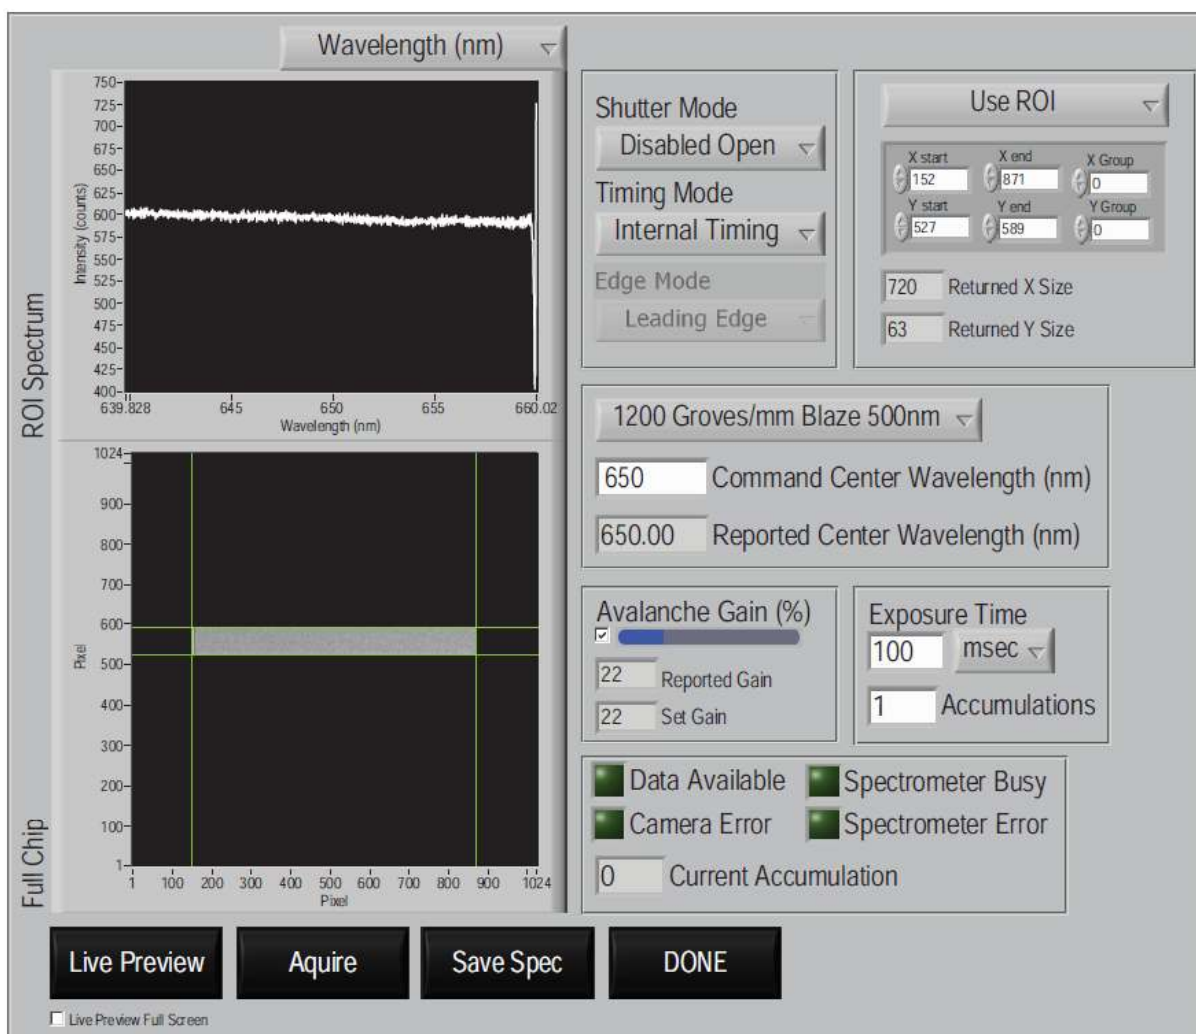 Wavelength (nm)
ROI Spectrum
Intensity (counts)
750
725
700
675
650
625
600
575
550
525
500
475
450
425
400
639.828 645 650 655 660.02
Wavelength (nm)
Full Chip
Pixel
1024
900
800
700
600
500
400
300
200
100
1
1 100 200 300 400 500 600 700 800 900 1024
Pixel
Shutter Mode
Disabled Open
Timing Mode
Internal Timing
Edge Mode
Leading Edge
Use ROI
X start X end X Group
152 871 0
Y start Y end Y Group
527 589 0
720 Returned X Size
63 Returned Y Size
1200 Groves/mm Blaze 500nm
650 Command Center Wavelength (nm)
650.00 Reported Center Wavelength (nm)
Avalanche Gain (%)
22 Reported Gain
22 Set Gain
Exposure Time
100 msec
1 Accumulations
Data Available Spectrometer Busy
Camera Error Spectrometer Error
0 Current Accumulation
Live Preview Aquire Save Spec DONE
Live Preview Full Screen